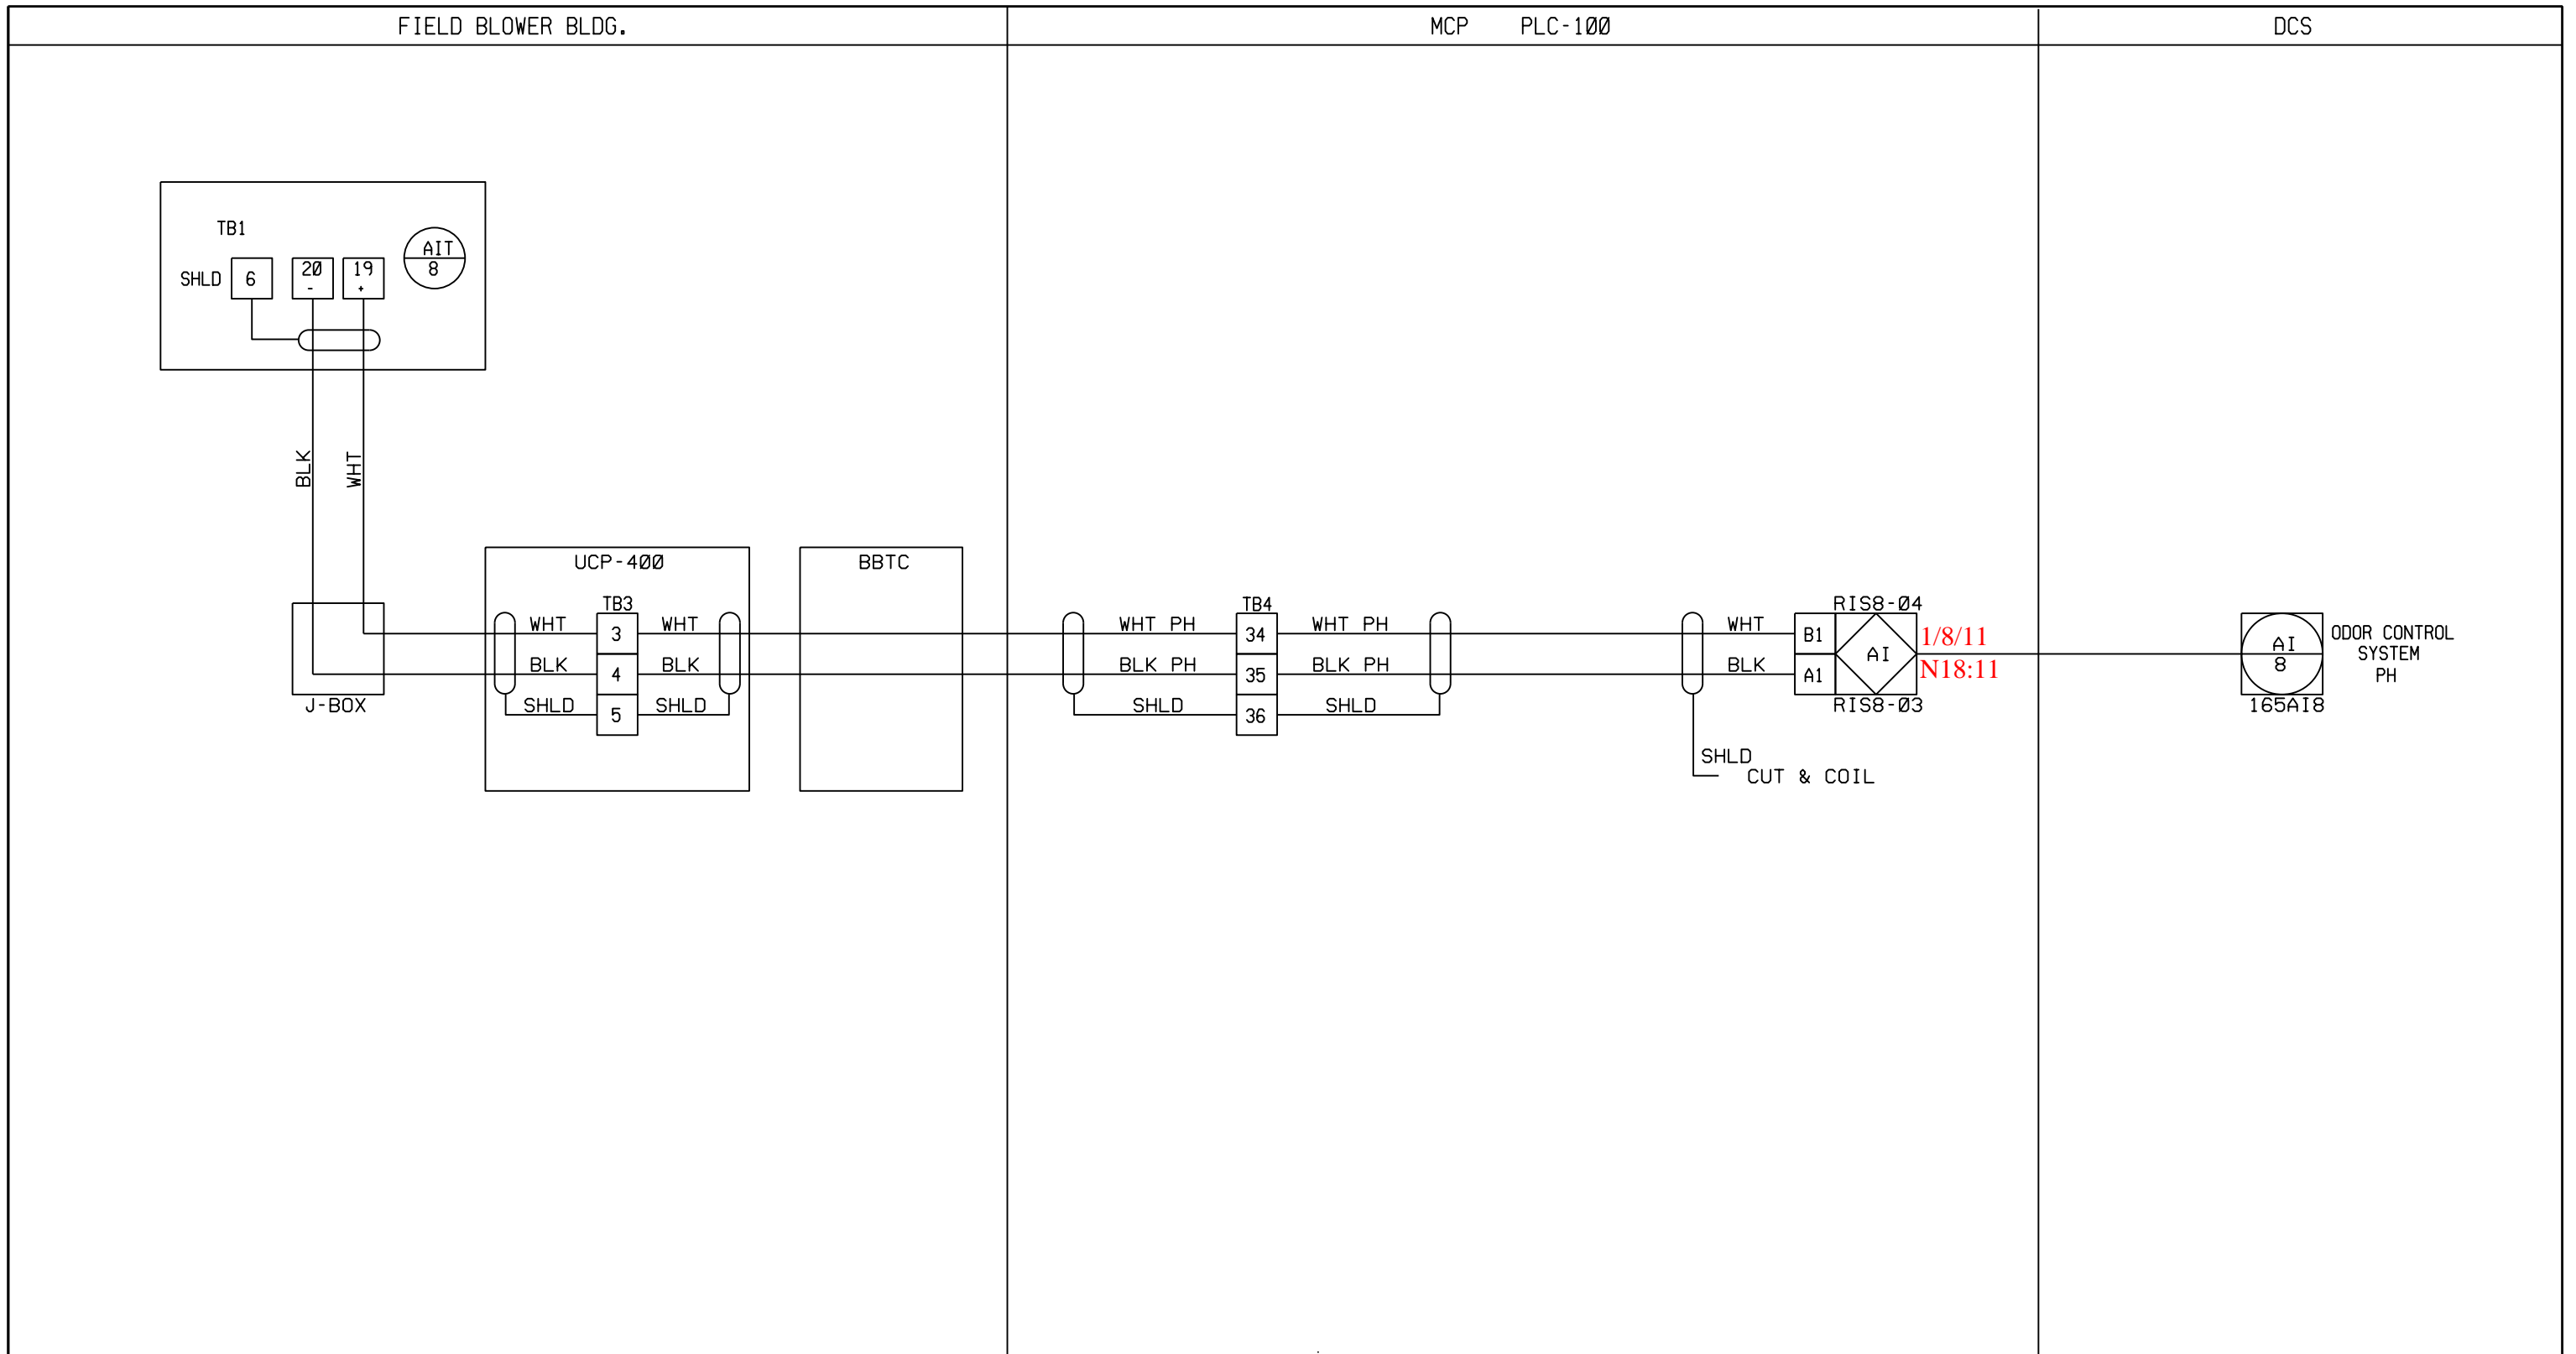 FIELD BLOWER BLDG.
MCP PLC-100
DCS
TB1
AIT
8
SHLD
6
20
-
19
+
BLK
WHT
J-BOX
UCP-400
TB3
WHT 3 WHT
BLK 4 BLK
SHLD 5 SHLD
BBTC
TB4
WHT PH 34 WHT PH
BLK PH 35 BLK PH
SHLD 36 SHLD
WHT B1
BLK A1
SHLD
CUT & COIL
RIS8-04
AI
RIS8-03
1/8/11
N18:11
AI
8
165AI8
ODOR CONTROL
SYSTEM
PH